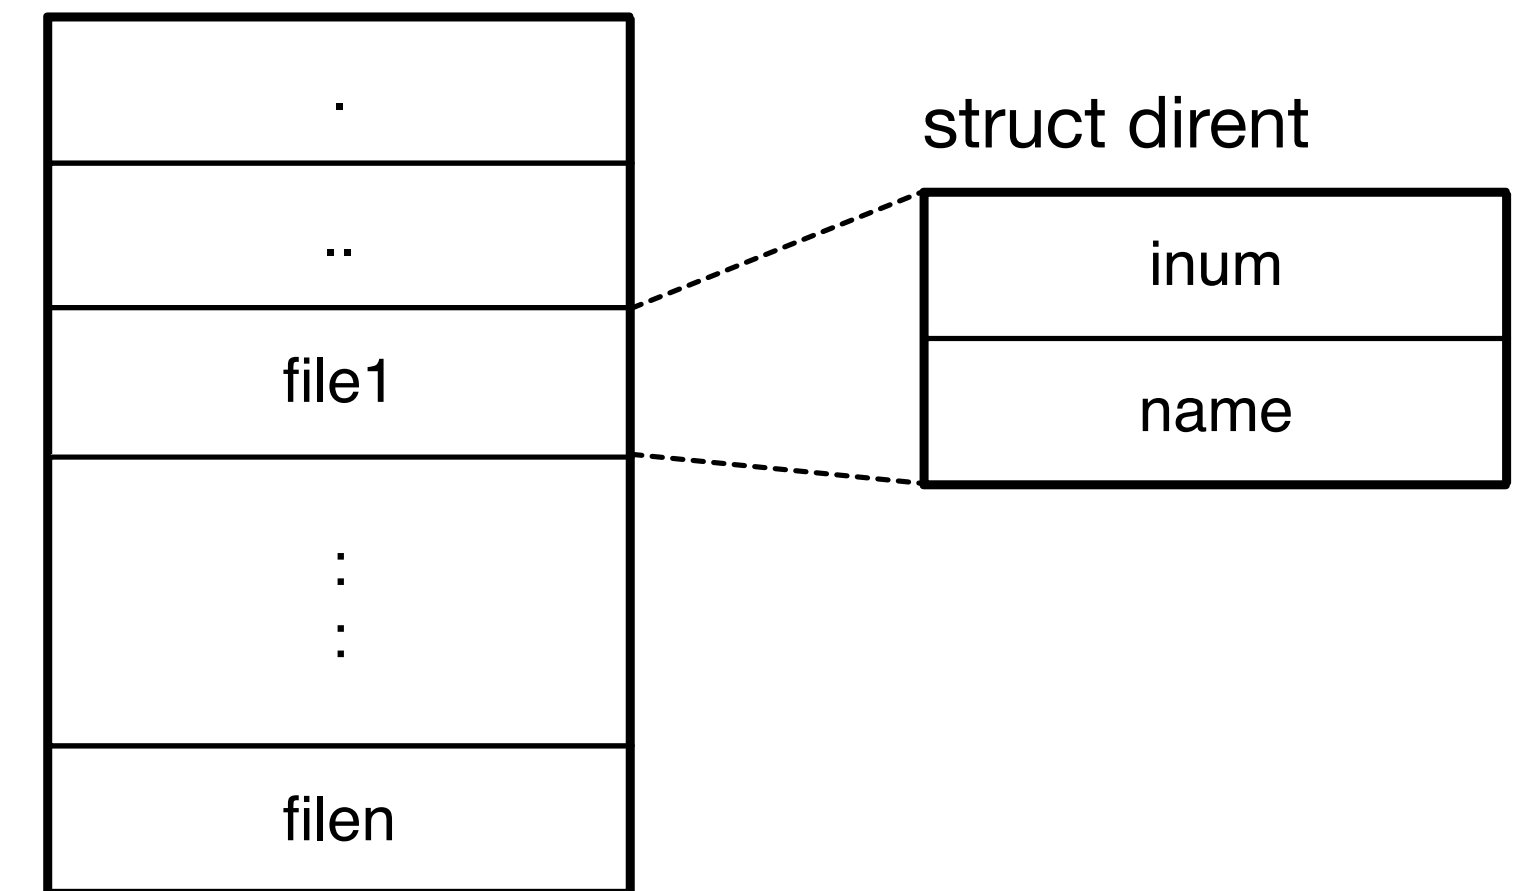 .
..
file1
:
:
filen
struct dirent
inum
name